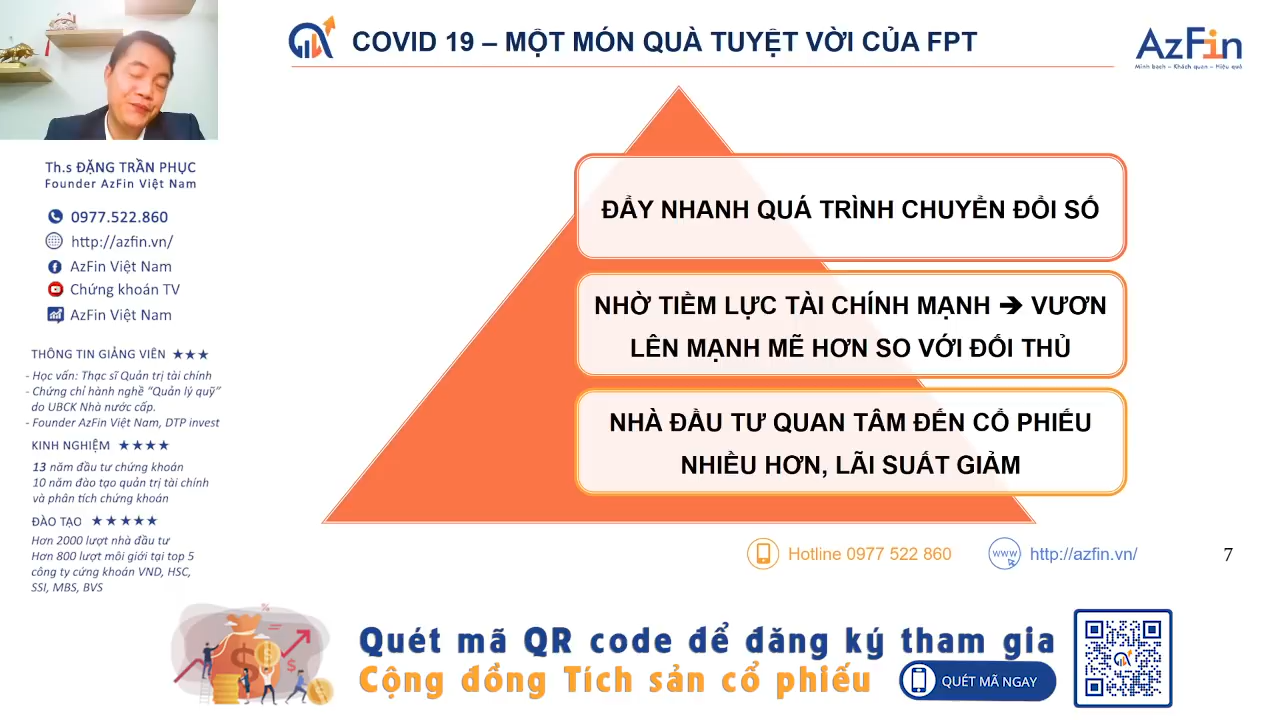 COVID 19 – MỘT MÓN QUÀ TUYỆT VỜI CỦA FPT
AzFin
Minh bạch – Khách quan – Hiệu quả
Th.s ĐẶNG TRẦN PHỤC
Founder AzFin Việt Nam
0977.522.860
http://azfin.vn/
AzFin Việt Nam
Chứng khoán TV
AzFin Việt Nam
THÔNG TIN GIẢNG VIÊN ★★★
- Học vấn: Thạc sĩ Quản trị tài chính
- Chứng chỉ hành nghề “Quản lý quỹ”
do UBCK Nhà nước cấp.
- Founder AzFin Việt Nam, DTP invest
KINH NGHIỆM ★★★★
13 năm đầu tư chứng khoán
10 năm đào tạo quản trị tài chính
và phân tích chứng khoán
ĐÀO TẠO ★★★★★
Hơn 2000 lượt nhà đầu tư
Hơn 800 lượt môi giới tại top 5
công ty cứng khoán VND, HSC,
SSI, MBS, BVS
ĐẨY NHANH QUÁ TRÌNH CHUYỂN ĐỔI SỐ
NHỜ TIỀM LỰC TÀI CHÍNH MẠNH ➔ VƯƠN
LÊN MẠNH MẼ HƠN SO VỚI ĐỐI THỦ
NHÀ ĐẦU TƯ QUAN TÂM ĐẾN CỔ PHIẾU
NHIỀU HƠN, LÃI SUẤT GIẢM
Hotline 0977 522 860
www
http://azfin.vn/
7
Quét mã QR code để đăng ký tham gia
Cộng đồng Tích sản cổ phiếu
QUÉT MÃ NGAY